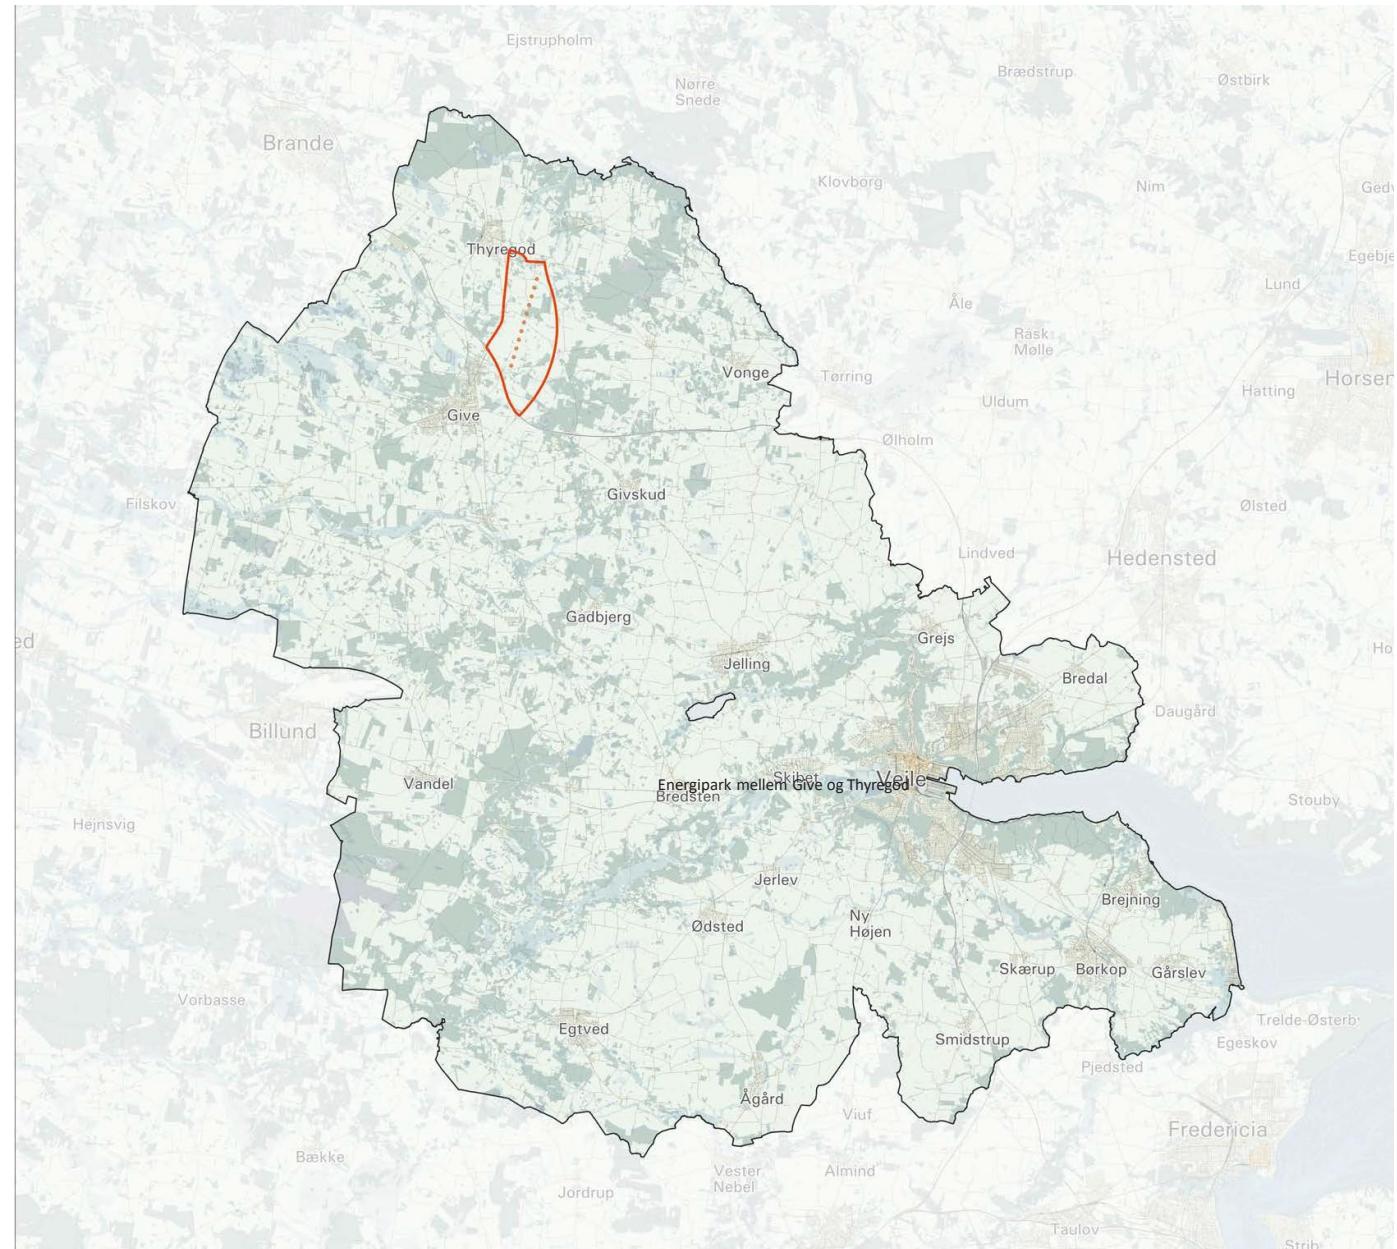 Ejstrupholm
Brædstrup
Østbirk
Nørre
Snede
Brande
Klovborg
Nim
Thyregod
Lund
Åle
Rask
Mølle
Vonge
Tørring
Horsen
Hatting
Uldum
Give
Ølholm
Givskud
Filskov
Ølsted
Lindved
Hedensted
Gadbjerg
Grejs
ed
Ho
Jelling
Bredal
Daugård
Billund
Vandel
Skibet
Vejle
Energipark mellem Give og Thyregod
Bredsten
Stouby
Hejnsvig
Jerlev
Brejning
Ny
Højen
Ødsted
Skærup
Børkop
Gårslev
Vorbasse
Trelde-Østerb
Egtved
Smidstrup
Egeskov
Pjedsted
Ågård
Viuf
Fredericia
Bække
Vester
Nebel
Almind
Jordrup
Taulov
Strib